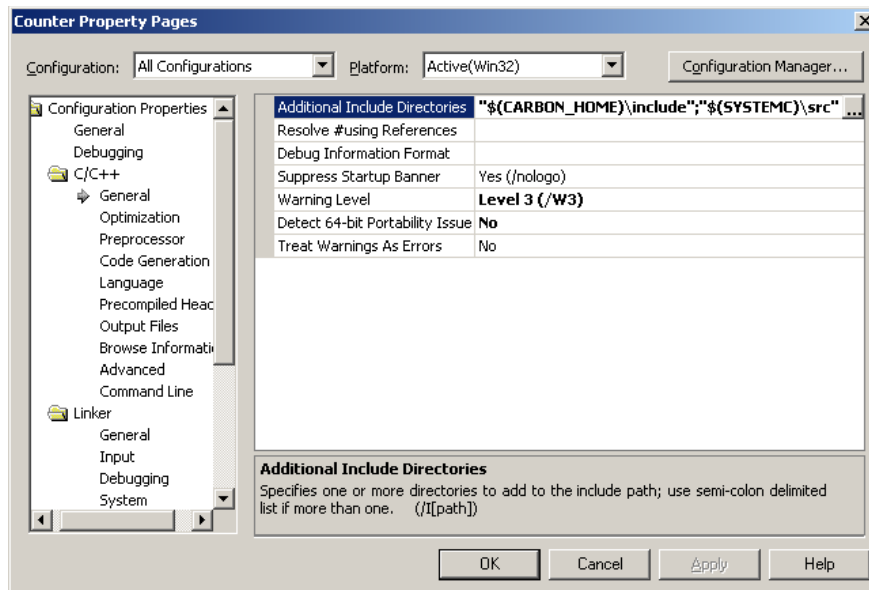 Counter Property Pages
Configuration: All Configurations Platform: Active(Win32) Configuration Manager...
Configuration Properties
General
Debugging
C/C++
General
Optimization
Preprocessor
Code Generation
Language
Precompiled Head
Output Files
Browse Informati
Advanced
Command Line
Linker
General
Input
Debugging
System
Additional Include Directories "$(CARBON_HOME)\include";"$(SYSTEMC)\src" ...
Resolve #using References
Debug Information Format
Suppress Startup Banner Yes (/nologo)
Warning Level Level 3 (/W3)
Detect 64-bit Portability Issue No
Treat Warnings As Errors No
Additional Include Directories
Specifies one or more directories to add to the include path; use semi-colon delimited
list if more than one. (/I[path])
OK Cancel Apply Help